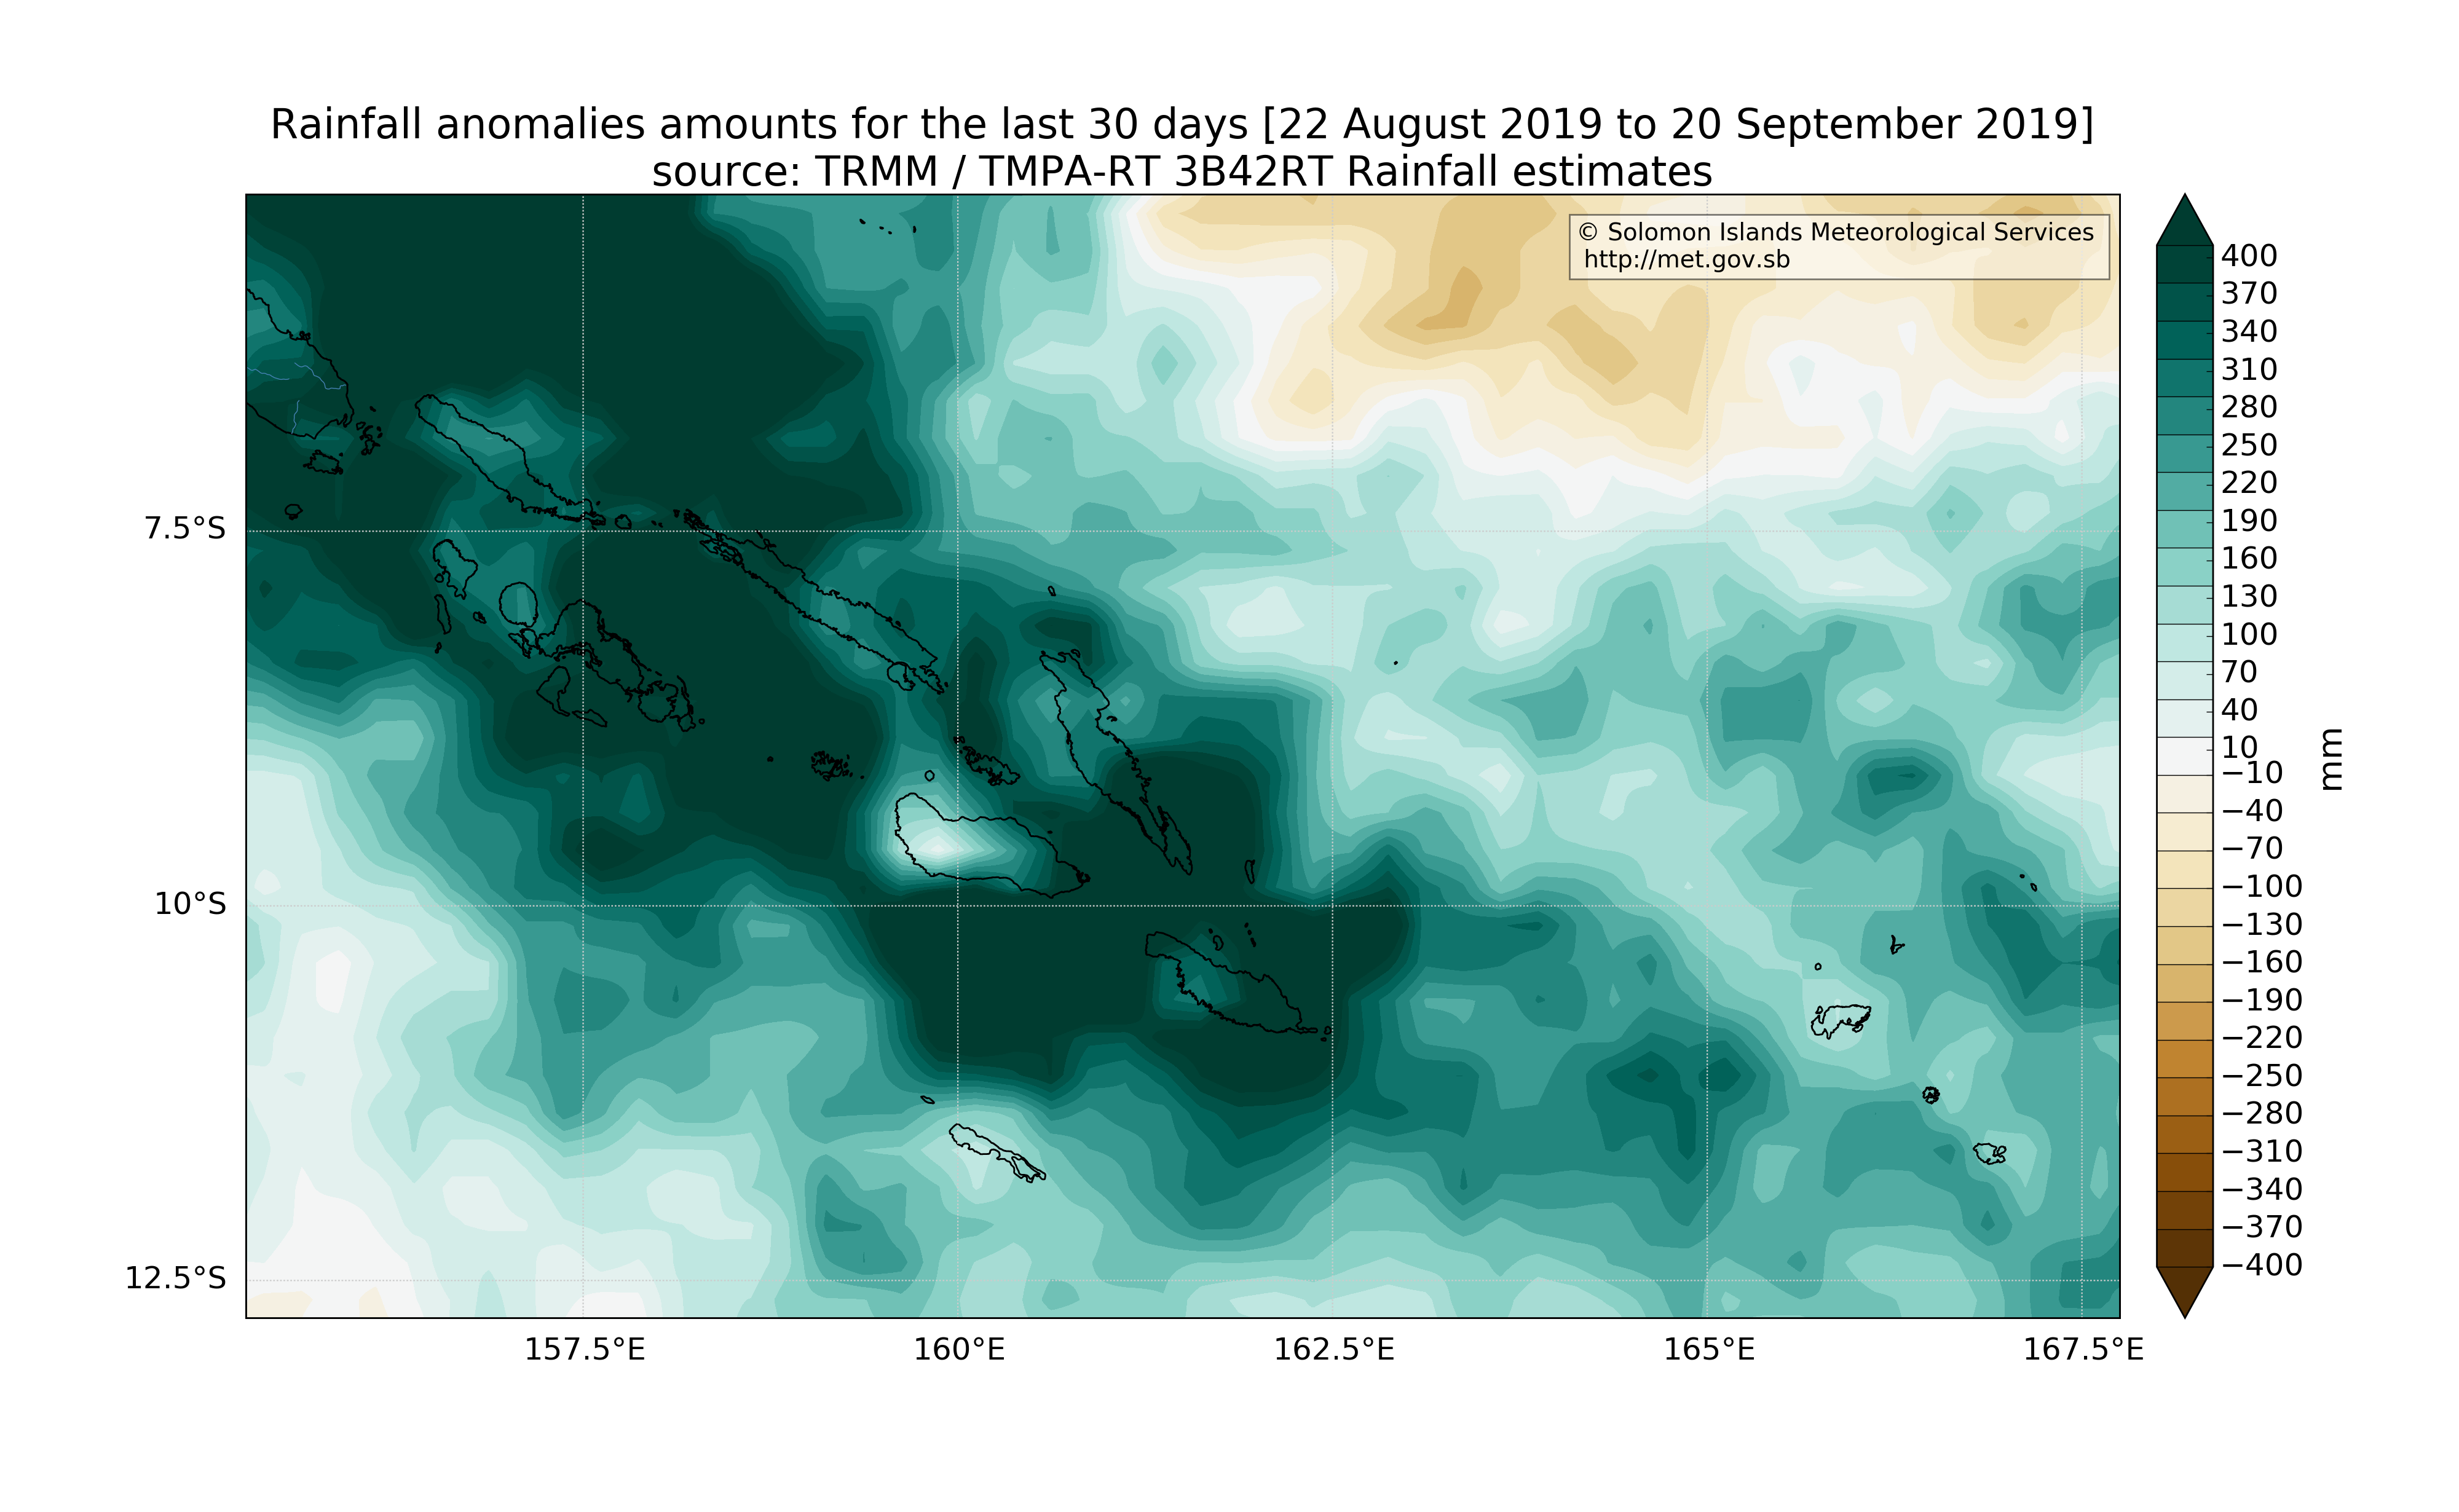 Rainfall anomalies amounts for the last 30 days [22 August 2019 to 20 September 2019]
source: TRMM / TMPA-RT 3B42RT Rainfall estimates
© Solomon Islands Meteorological Services
http://met.gov.sb
7.5°S
10°S
12.5°S
157.5°E
160°E
162.5°E
165°E
167.5°E
400
370
340
310
280
250
220
190
160
130
100
70
40
10
−10
−40
−70
−100
−130
−160
−190
−220
−250
−280
−310
−340
−370
−400
mm